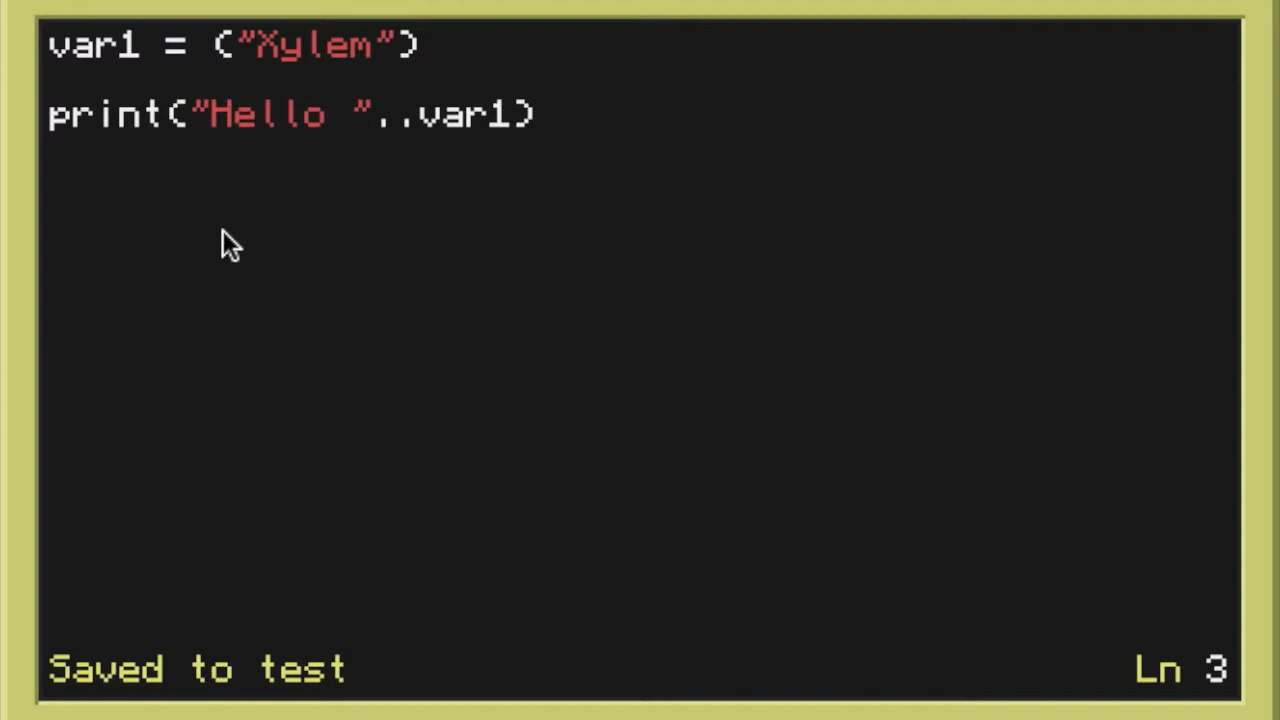 var1 = ("Xylem")
print("Hello "..var1)
Saved to test
Ln 3